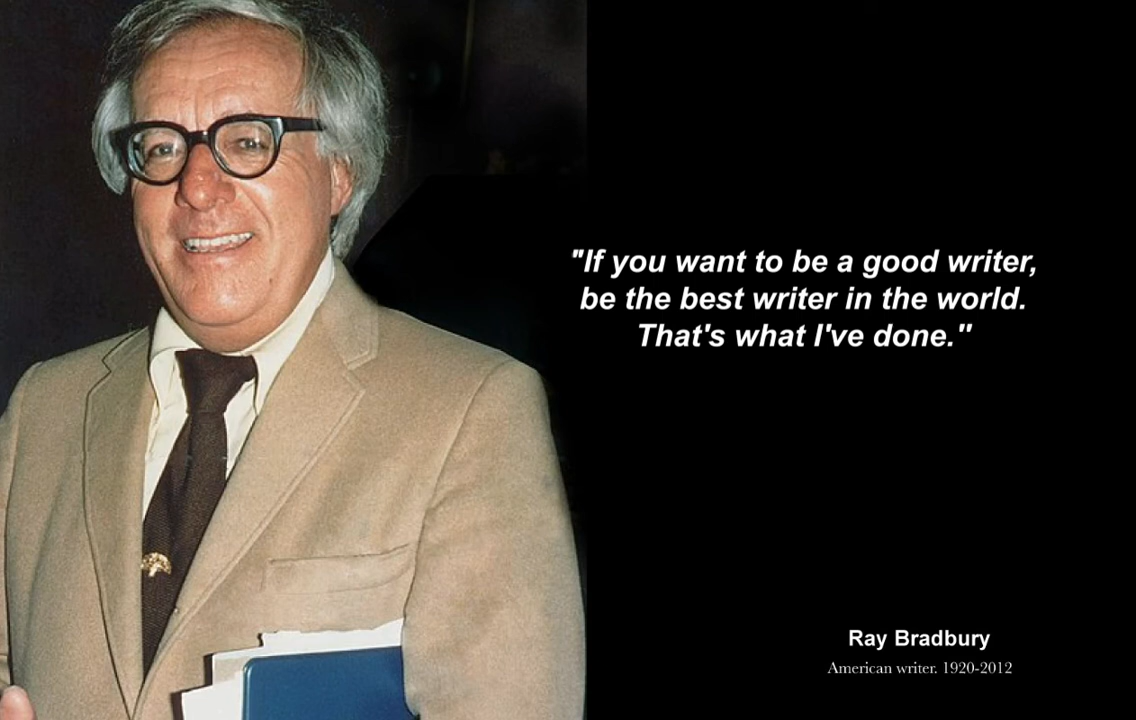 "If you want to be a good writer,
be the best writer in the world.
That's what I've done."
Ray Bradbury
American writer. 1920-2012